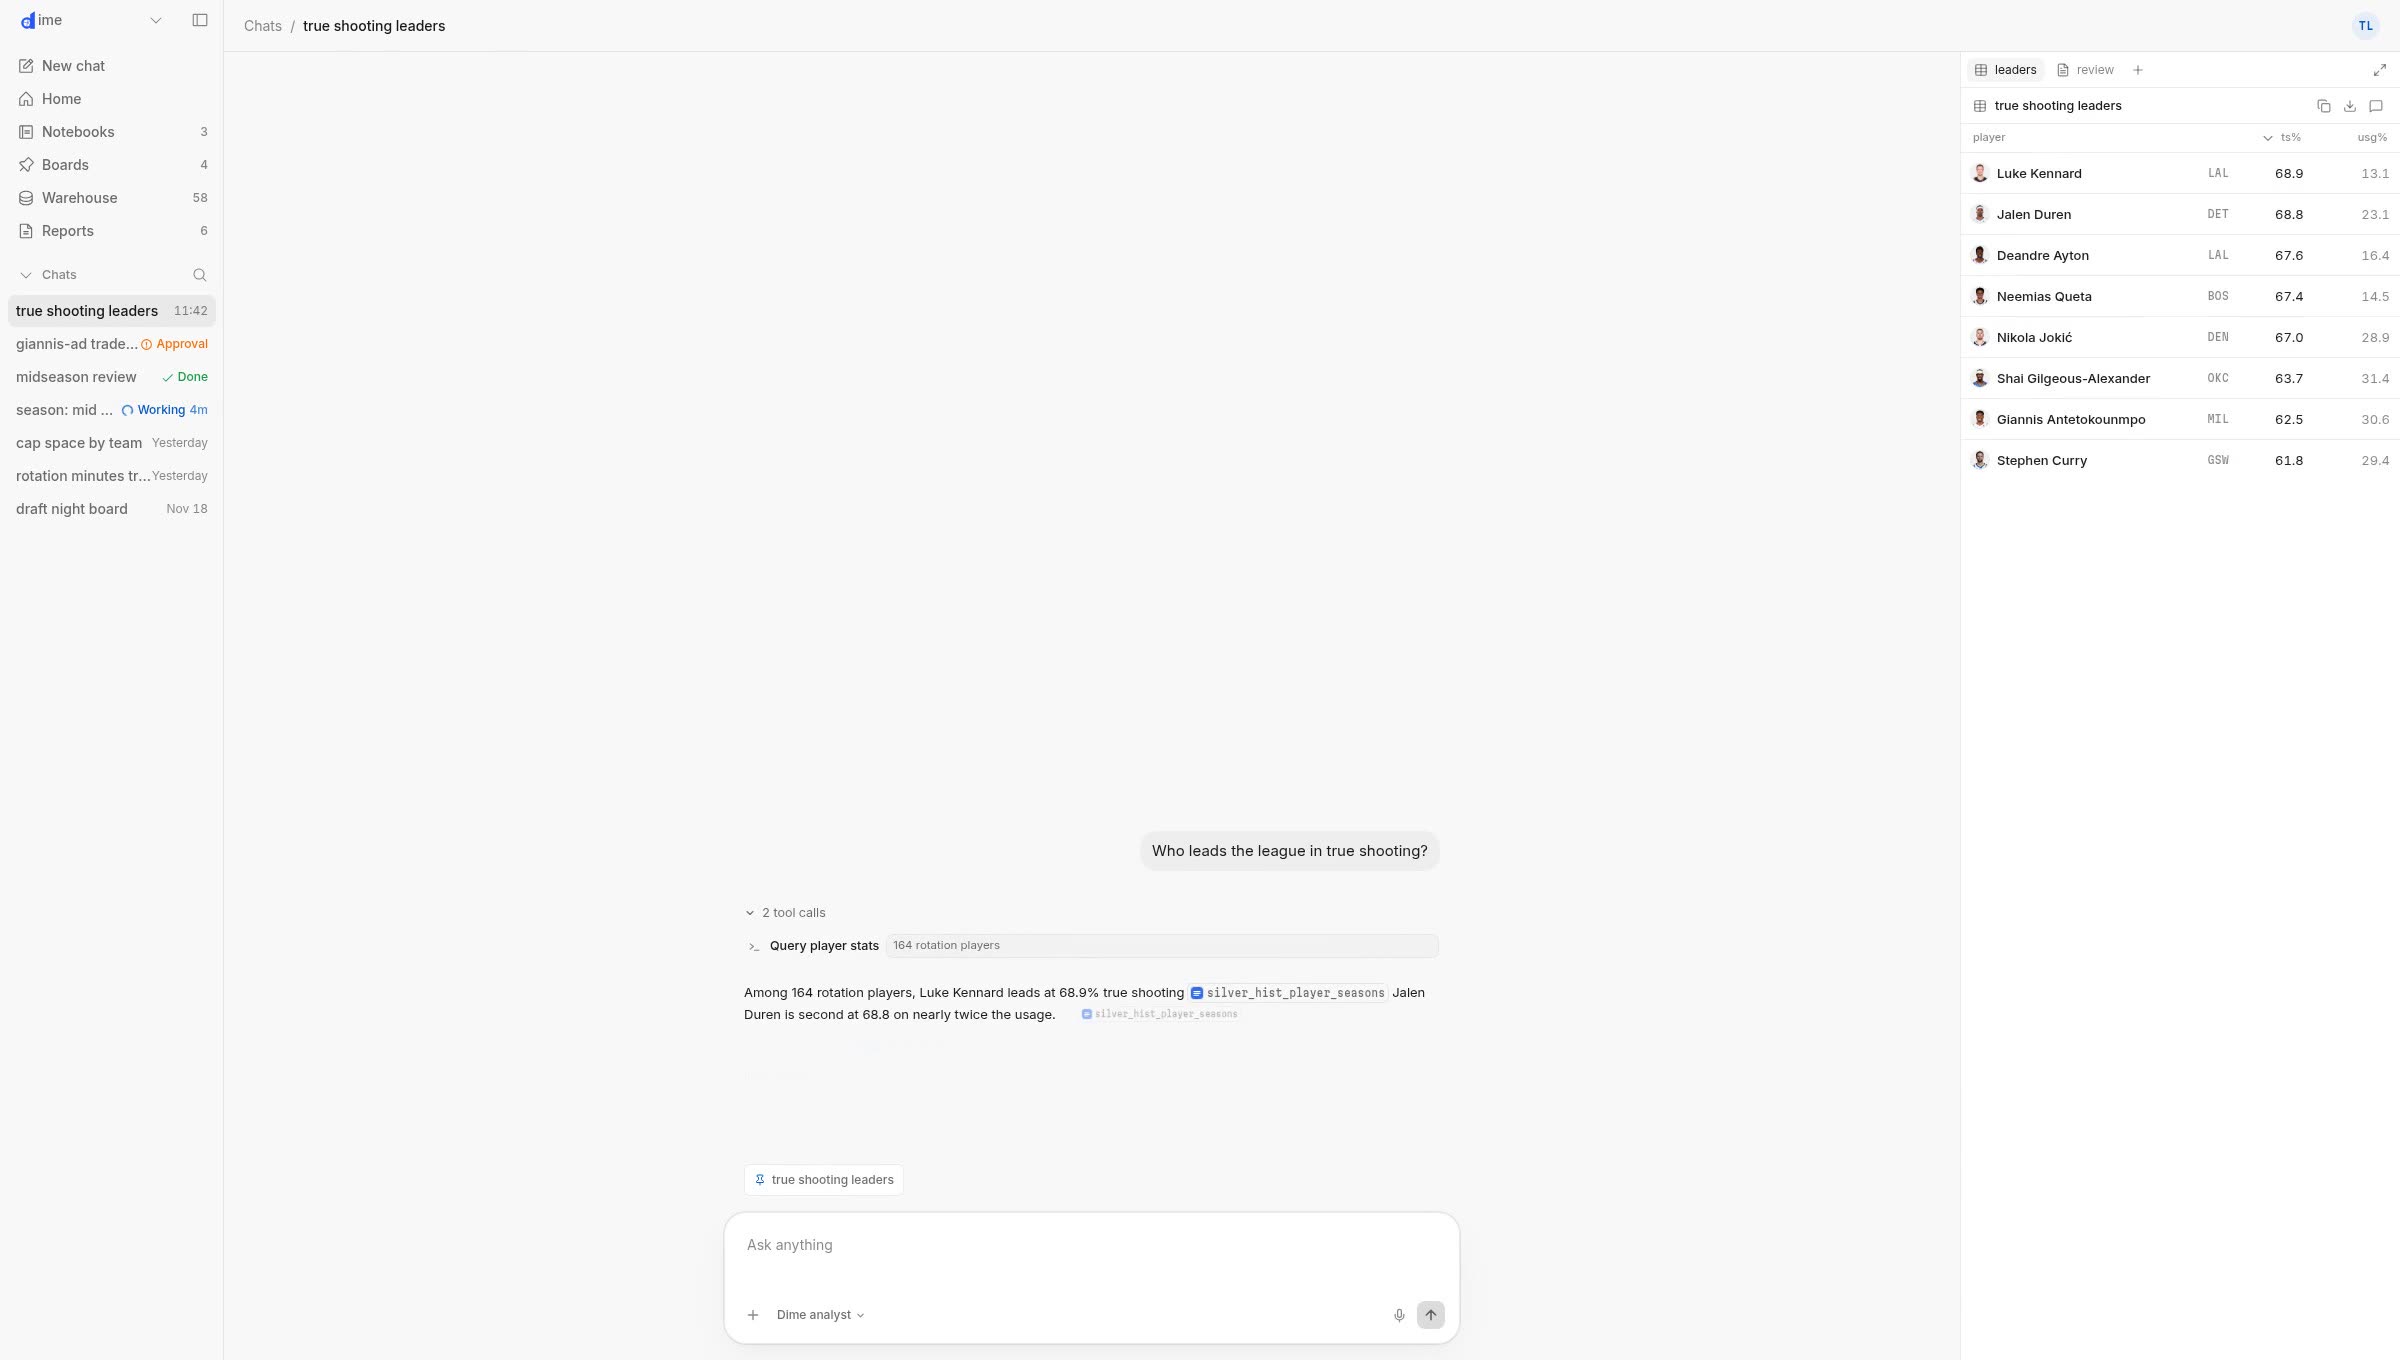 dime
Chats / true shooting leaders
TL
New chat
Home
Notebooks 3
Boards 4
Warehouse 58
Reports 6
Chats
true shooting leaders 11:42
giannis-ad trade... Approval
midseason review Done
season: mid ... Working 4m
cap space by team Yesterday
rotation minutes tr... Yesterday
draft night board Nov 18
Who leads the league in true shooting?
2 tool calls
Query player stats 164 rotation players
Among 164 rotation players, Luke Kennard leads at 68.9% true shooting silver_hist_player_seasons Jalen
Duren is second at 68.8 on nearly twice the usage. silver_hist_player_seasons
true shooting leaders
Ask anything
Dime analyst
leaders review
true shooting leaders
player ts% usg%
Luke Kennard LAL 68.9 13.1
Jalen Duren DET 68.8 23.1
Deandre Ayton LAL 67.6 16.4
Neemias Queta BOS 67.4 14.5
Nikola Jokić DEN 67.0 28.9
Shai Gilgeous-Alexander OKC 63.7 31.4
Giannis Antetokounmpo MIL 62.5 30.6
Stephen Curry GSW 61.8 29.4